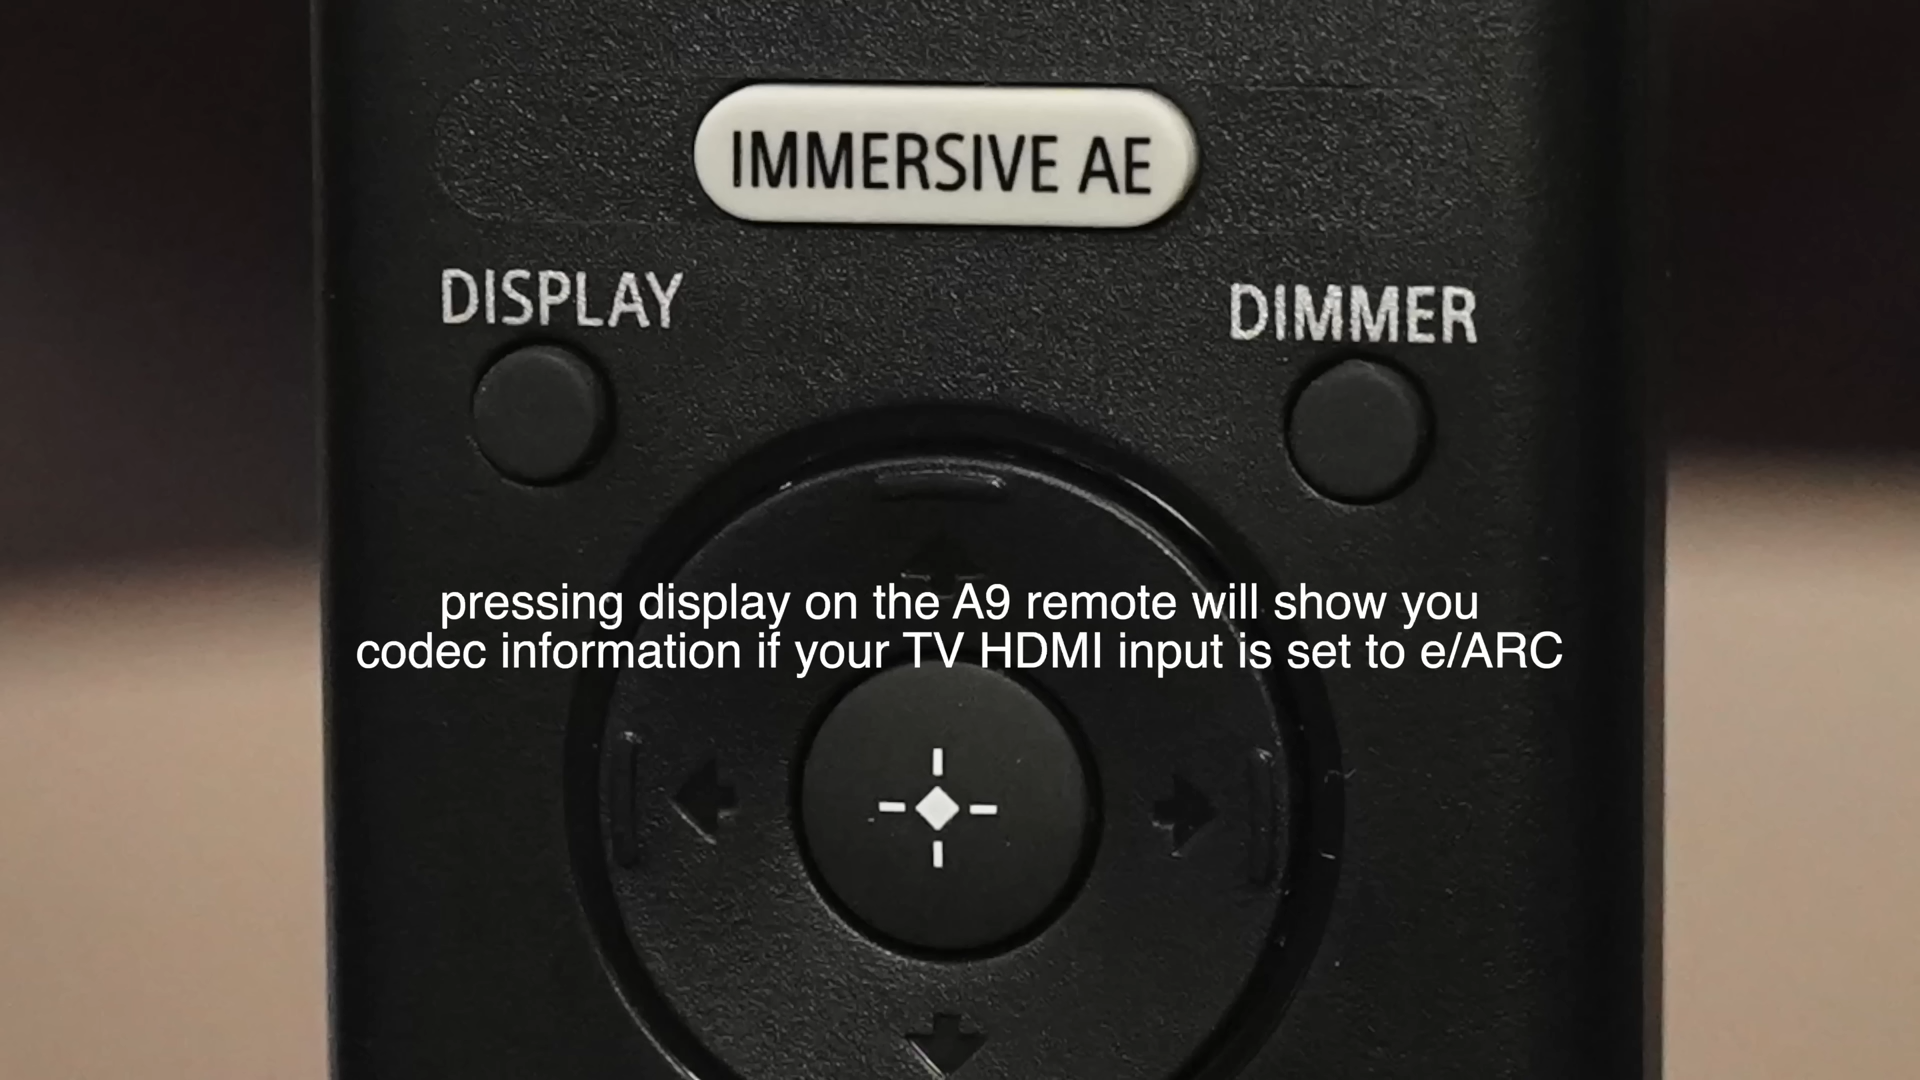 IMMERSIVE AE
DISPLAY
DIMMER
pressing display on the A9 remote will show you
codec information if your TV HDMI input is set to e/ARC